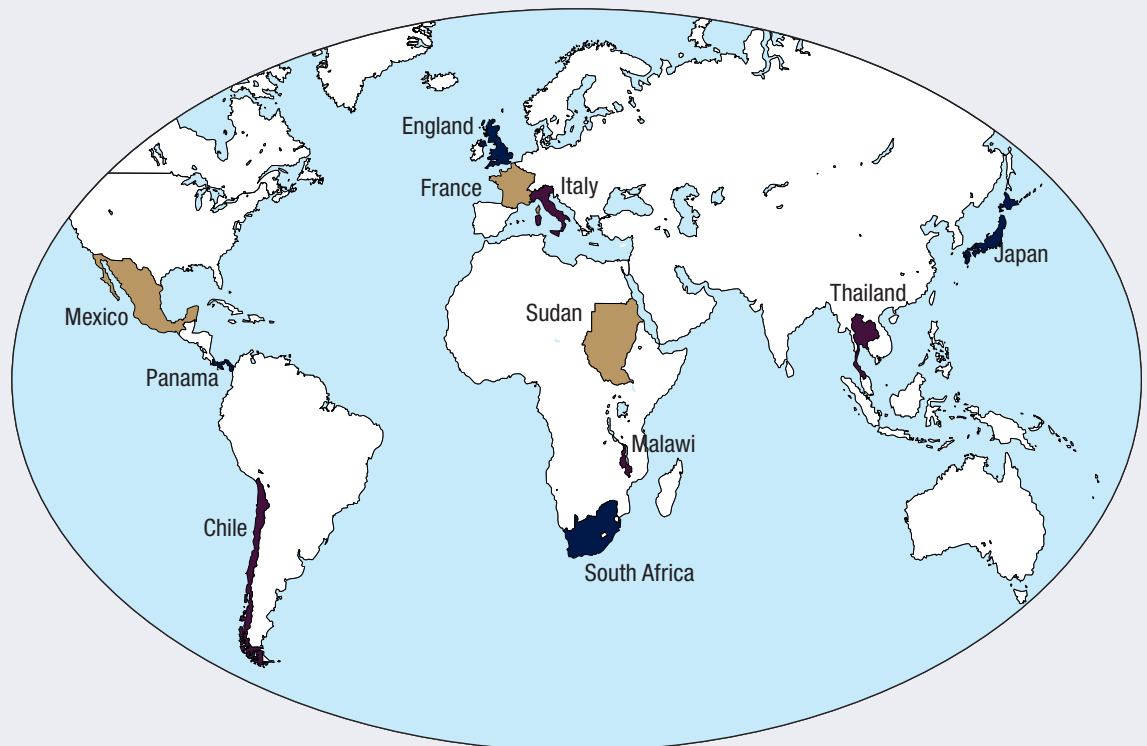 England
France
Italy
Japan
Thailand
Mexico
Sudan
Panama
Malawi
Chile
South Africa